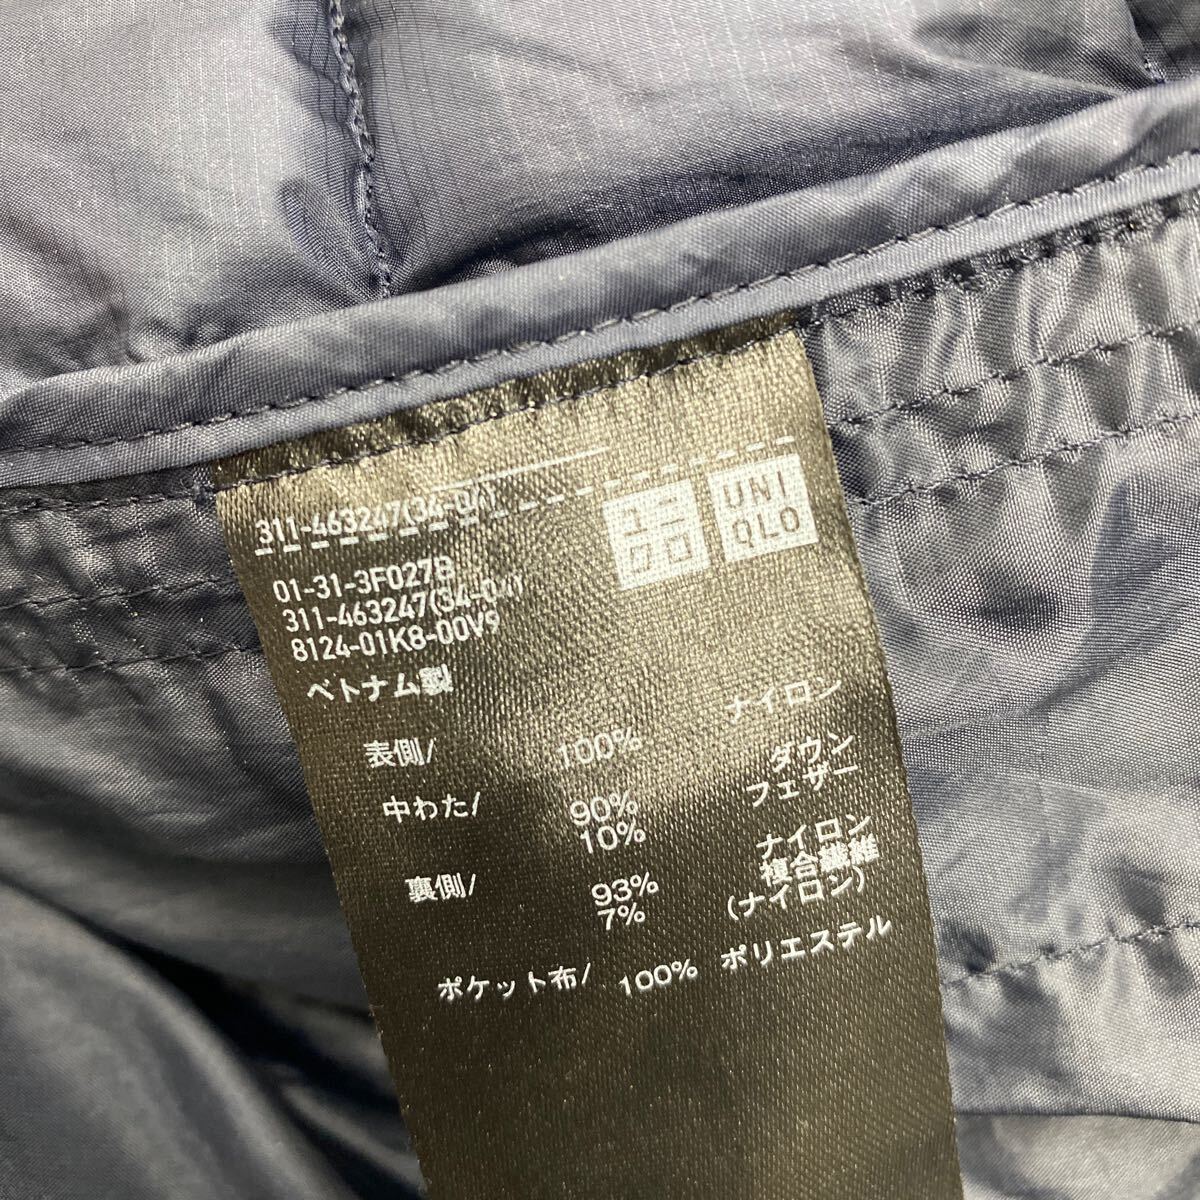 311-463247(34-04)
ユニ
クロ
UNI
QLO
01-31-3F027B
311-463247(34-04)
8124-01K8-00V9
ベトナム製
表側/ 100% ナイロン
中わた/ 90% ダウン
10% フェザー
裏側/ 93% ナイロン
7% 複合繊維
(ナイロン)
ポケット布/ 100% ポリエステル